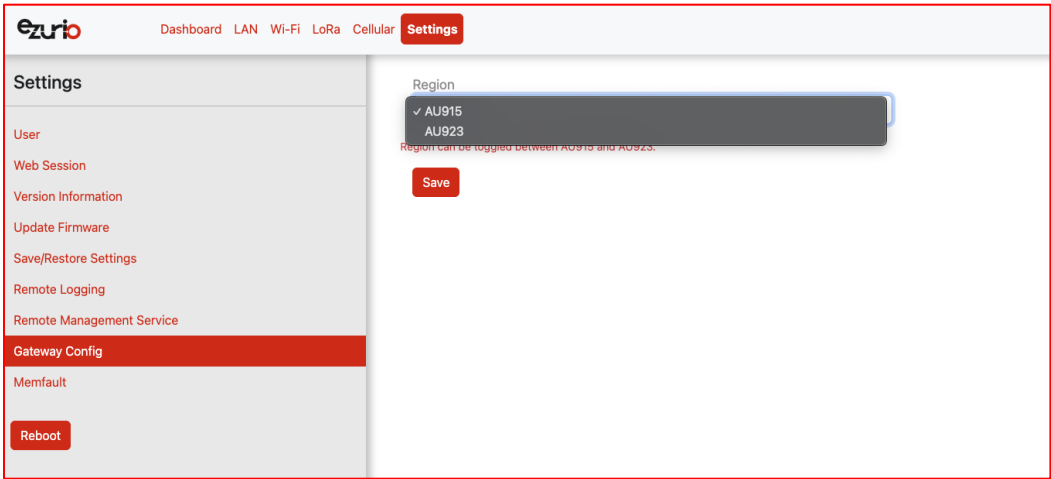 ezurio
Dashboard LAN Wi-Fi LoRa Cellular Settings
Settings
User
Web Session
Version Information
Update Firmware
Save/Restore Settings
Remote Logging
Remote Management Service
Gateway Config
Memfault
Reboot
Region
✓ AU915
AU923
Region can be toggled between AU915 and AU923.
Save